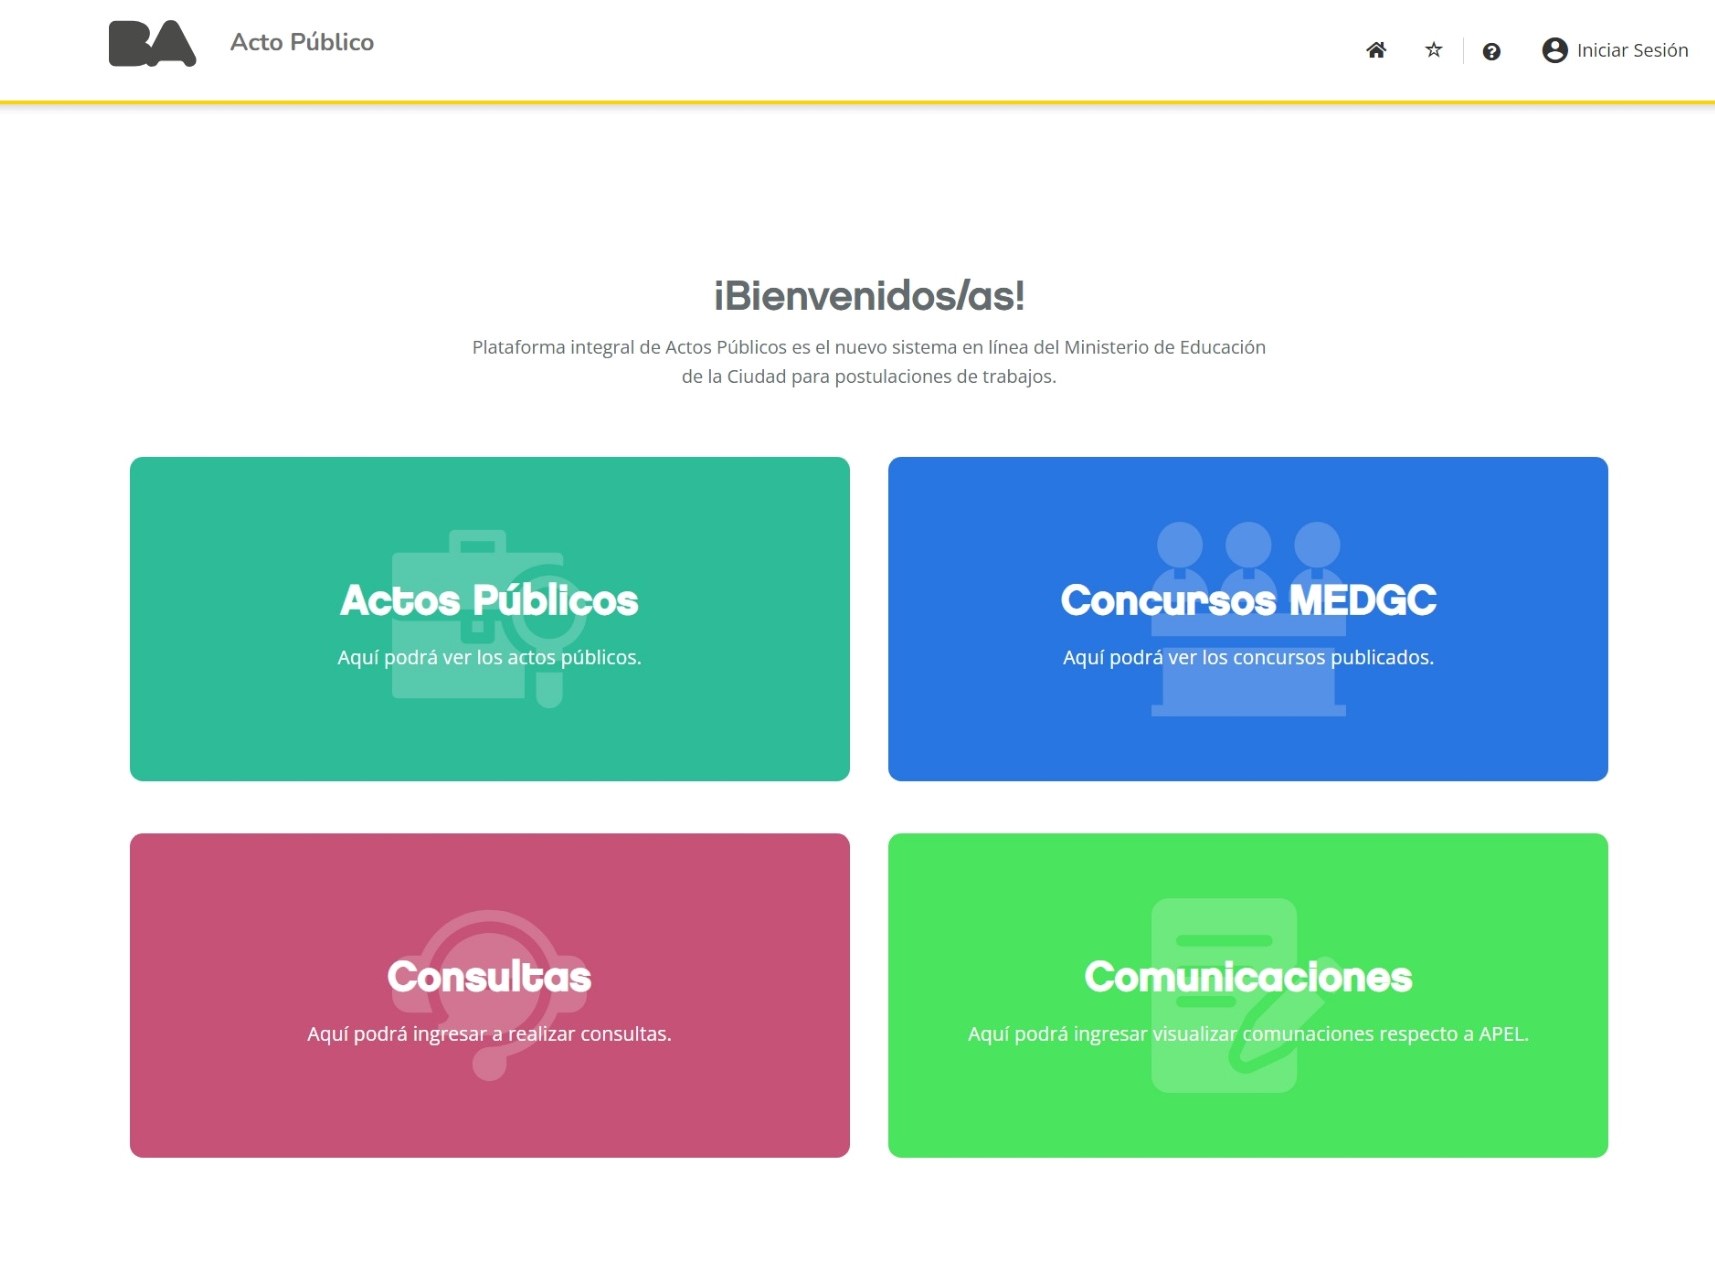 BA
Acto Público
Iniciar Sesión
¡Bienvenidos/as!
Plataforma integral de Actos Públicos es el nuevo sistema en línea del Ministerio de Educación
de la Ciudad para postulaciones de trabajos.
Actos Públicos
Aquí podrá ver los actos públicos.
Concursos MEDGC
Aquí podrá ver los concursos publicados.
Consultas
Aquí podrá ingresar a realizar consultas.
Comunicaciones
Aquí podrá ingresar visualizar comunaciones respecto a APEL.